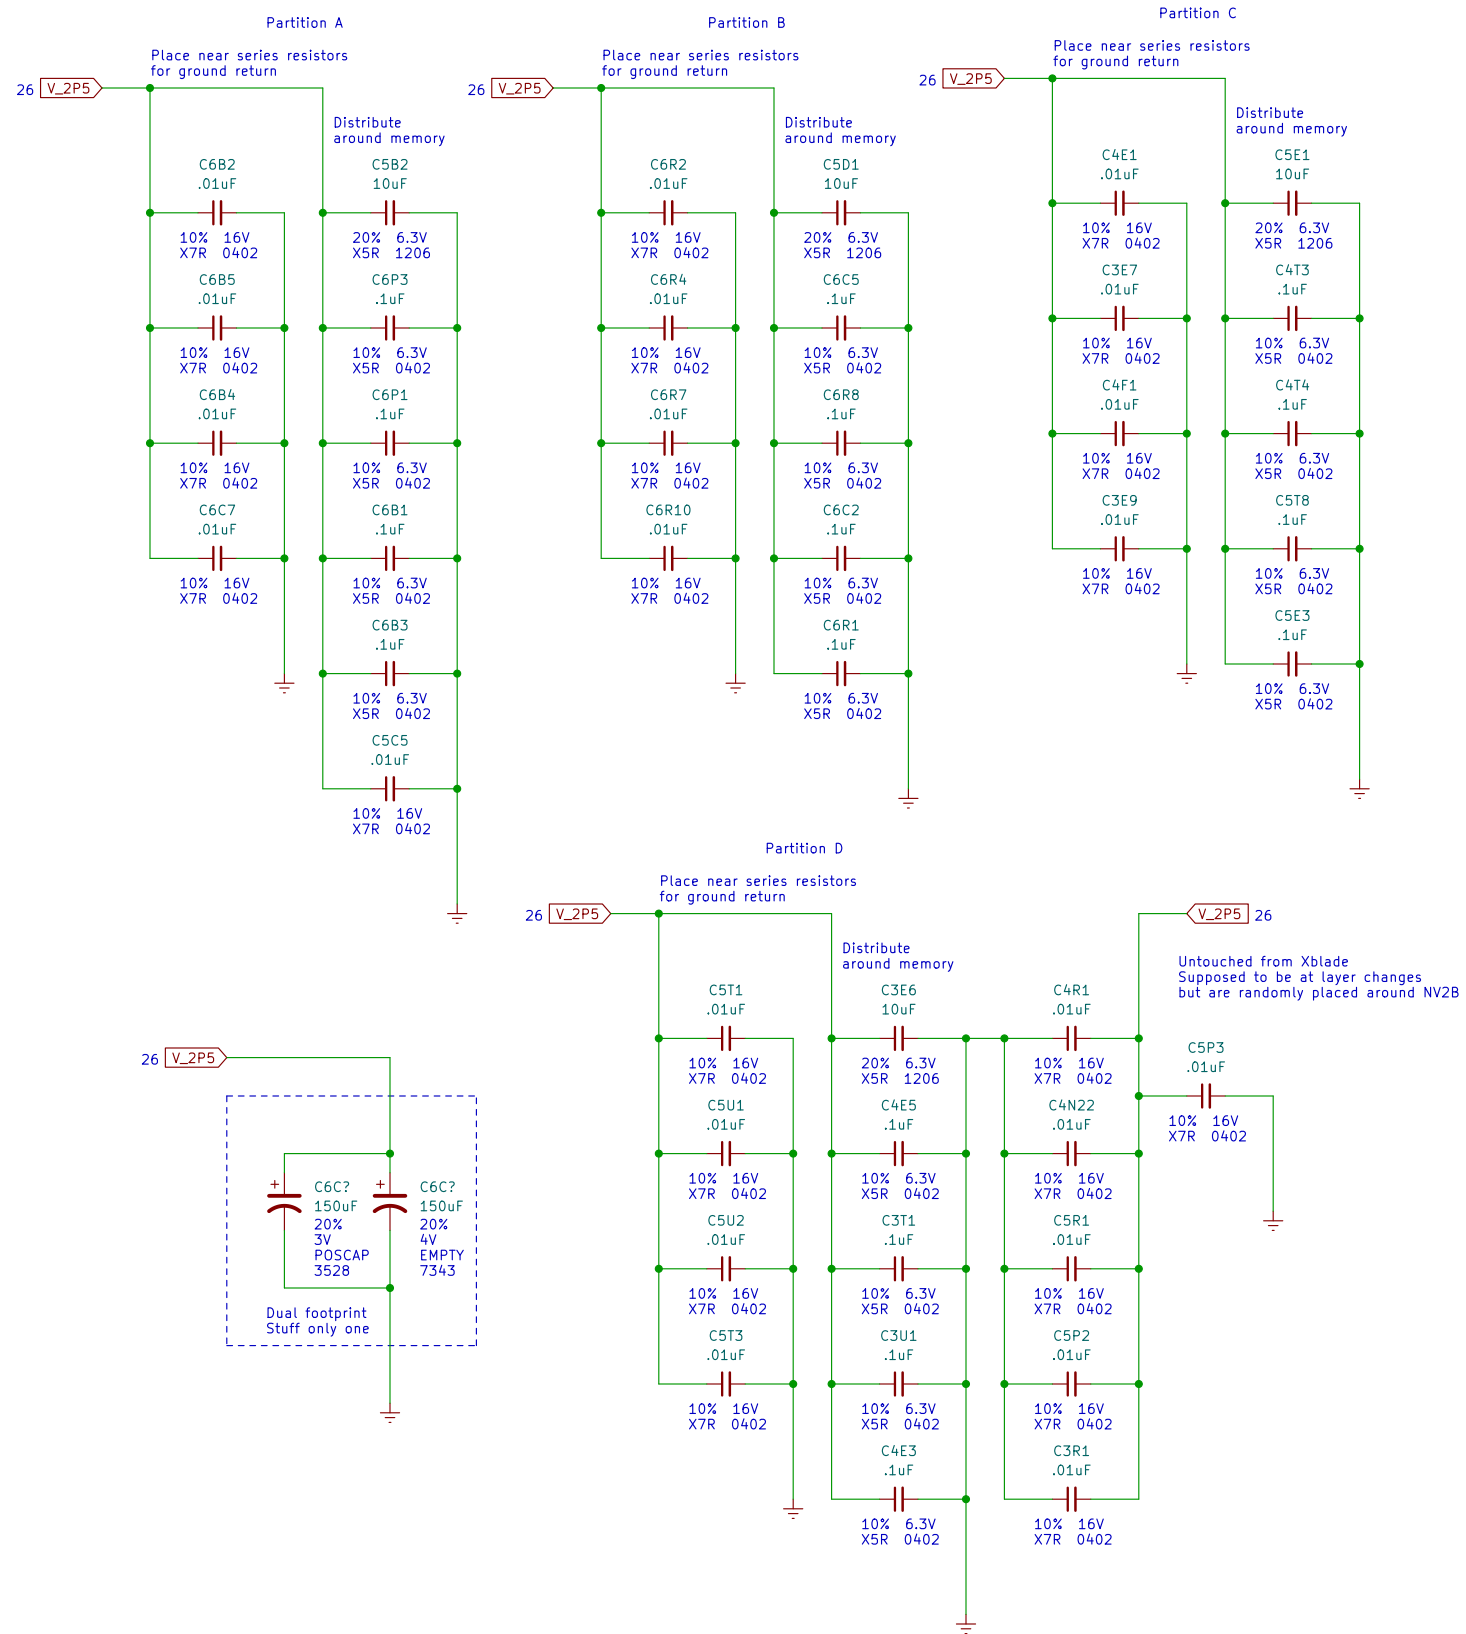 Partition A
Place near series resistors
for ground return
26 V_2P5
Distribute
around memory
C6B2
.01uF
10% 16V
X7R 0402
C6B5
.01uF
10% 16V
X7R 0402
C6B4
.01uF
10% 16V
X7R 0402
C6C7
.01uF
10% 16V
X7R 0402
C5B2
10uF
20% 6.3V
X5R 1206
C6P3
.1uF
10% 6.3V
X5R 0402
C6P1
.1uF
10% 6.3V
X5R 0402
C6B1
.1uF
10% 6.3V
X5R 0402
C6B3
.1uF
10% 6.3V
X5R 0402
C5C5
.01uF
10% 16V
X7R 0402
Partition B
Place near series resistors
for ground return
26 V_2P5
Distribute
around memory
C6R2
.01uF
10% 16V
X7R 0402
C6R4
.01uF
10% 16V
X7R 0402
C6R7
.01uF
10% 16V
X7R 0402
C6R10
.01uF
10% 16V
X7R 0402
C5D1
10uF
20% 6.3V
X5R 1206
C6C5
.1uF
10% 6.3V
X5R 0402
C6R8
.1uF
10% 6.3V
X5R 0402
C6C2
.1uF
10% 6.3V
X5R 0402
C6R1
.1uF
10% 6.3V
X5R 0402
Partition C
Place near series resistors
for ground return
26 V_2P5
Distribute
around memory
C4E1
.01uF
10% 16V
X7R 0402
C3E7
.01uF
10% 16V
X7R 0402
C4F1
.01uF
10% 16V
X7R 0402
C3E9
.01uF
10% 16V
X7R 0402
C5E1
10uF
20% 6.3V
X5R 1206
C4T3
.1uF
10% 6.3V
X5R 0402
C4T4
.1uF
10% 6.3V
X5R 0402
C5T8
.1uF
10% 6.3V
X5R 0402
C5E3
.1uF
10% 6.3V
X5R 0402
Partition D
Place near series resistors
for ground return
26 V_2P5
Distribute
around memory
C5T1
.01uF
10% 16V
X7R 0402
C5U1
.01uF
10% 16V
X7R 0402
C5U2
.01uF
10% 16V
X7R 0402
C5T3
.01uF
10% 16V
X7R 0402
C3E6
10uF
20% 6.3V
X5R 1206
C4E5
.1uF
10% 6.3V
X5R 0402
C3T1
.1uF
10% 6.3V
X5R 0402
C3U1
.1uF
10% 6.3V
X5R 0402
C4E3
.1uF
10% 6.3V
X5R 0402
C4R1
.01uF
10% 16V
X7R 0402
C4N22
.01uF
10% 16V
X7R 0402
C5R1
.01uF
10% 16V
X7R 0402
C5P2
.01uF
10% 16V
X7R 0402
C3R1
.01uF
10% 16V
X7R 0402
V_2P5 26
Untouched from Xblade
Supposed to be at layer changes
but are randomly placed around NV2B
C5P3
.01uF
10% 16V
X7R 0402
26 V_2P5
C6C?
150uF
20%
3V
POSCAP
3528
C6C?
150uF
20%
4V
EMPTY
7343
Dual footprint
Stuff only one